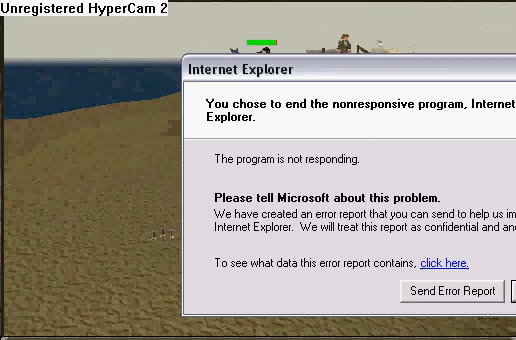 Unregistered HyperCam 2
Internet Explorer
You chose to end the nonresponsive program, Internet
Explorer.
The program is not responding.
Please tell Microsoft about this problem.
We have created an error report that you can send to help us im
Internet Explorer. We will treat this report as confidential and an
To see what data this error report contains, click here.
Send Error Report